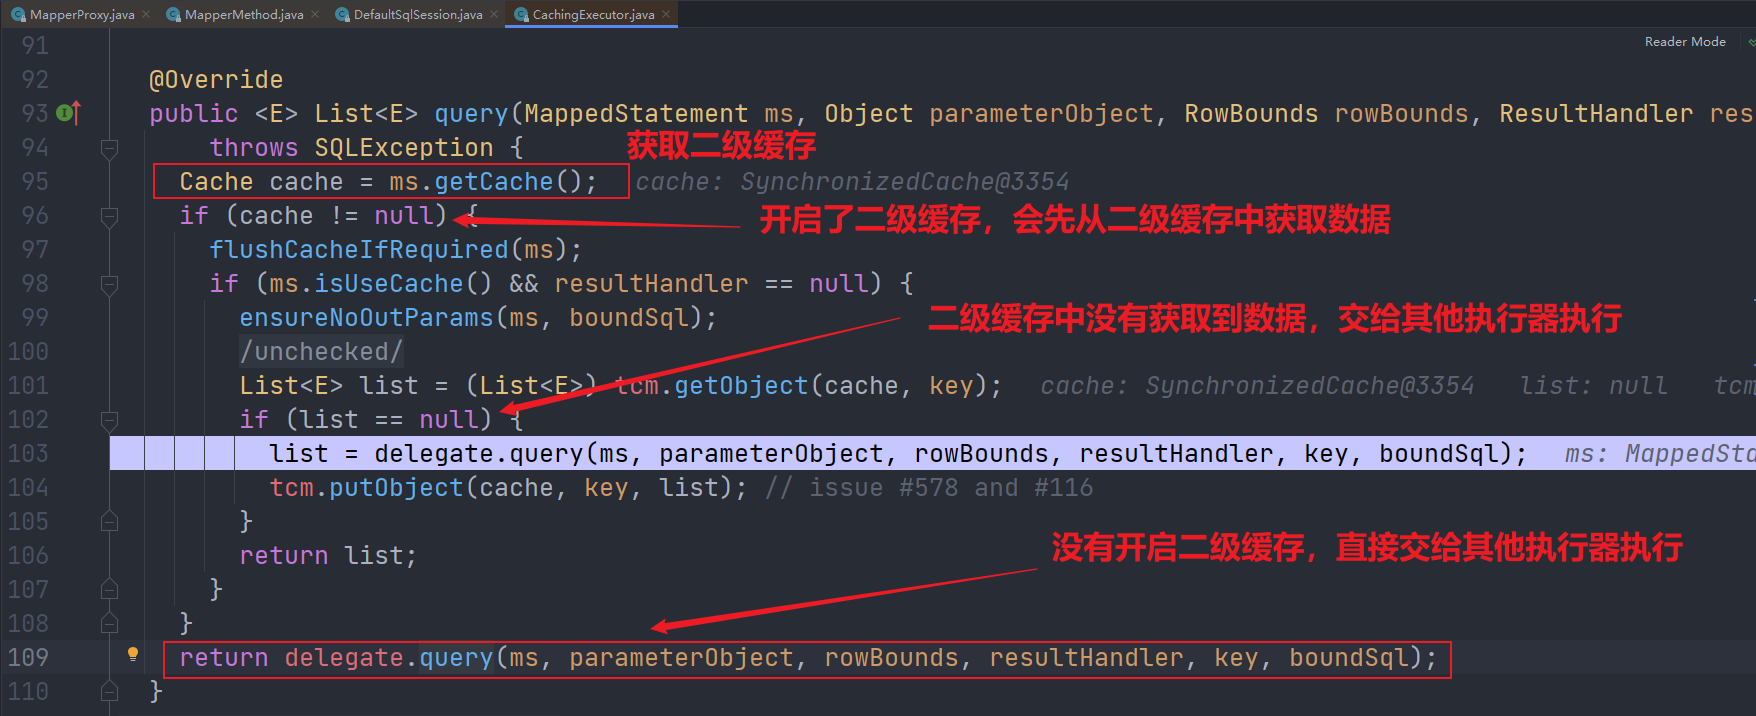 MapperProxy.java MapperMethod.java DefaultSqlSession.java CachingExecutor.java
Reader Mode
91
92 @Override
93 public <E> List<E> query(MappedStatement ms, Object parameterObject, RowBounds rowBounds, ResultHandler res
94 throws SQLException { 获取二级缓存
95 Cache cache = ms.getCache(); cache: SynchronizedCache@3354
96 if (cache != null) { 开启了二级缓存，会先从二级缓存中获取数据
97 flushCacheIfRequired(ms);
98 if (ms.isUseCache() && resultHandler == null) {
99 ensureNoOutParams(ms, boundSql); 二级缓存中没有获取到数据，交给其他执行器执行
100 /unchecked/
101 List<E> list = (List<E>) tcm.getObject(cache, key); cache: SynchronizedCache@3354 list: null tcm
102 if (list == null) {
103 list = delegate.query(ms, parameterObject, rowBounds, resultHandler, key, boundSql); ms: MappedSta
104 tcm.putObject(cache, key, list); // issue #578 and #116
105 }
106 return list; 没有开启二级缓存，直接交给其他执行器执行
107 }
108 }
109 return delegate.query(ms, parameterObject, rowBounds, resultHandler, key, boundSql);
110 }